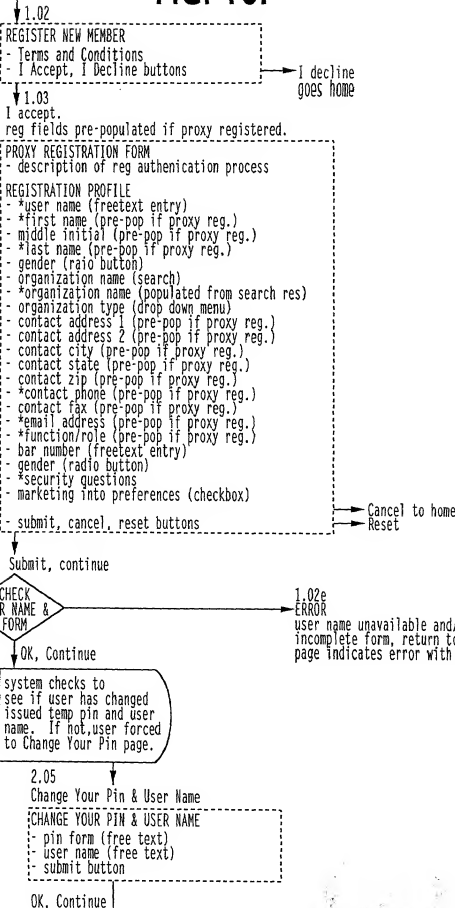 1.02
REGISTER NEW MEMBER
- Terms and Conditions
- I Accept, I Decline buttons
I decline
goes home
1.03
I accept.
reg fields pre-populated if proxy registered.
PROXY REGISTRATION FORM
- description of reg authenication process
REGISTRATION PROFILE
- *user name (freetext entry)
- *first name (pre-pop if proxy reg.)
- middle initial (pre-pop if proxy reg.)
- *last name (pre-pop if proxy reg.)
- gender (raio button)
- organization name (search)
- *organization name (populated from search res)
- organization type (drop down menu)
- contact address 1 (pre-pop if proxy reg.)
- contact address 2 (pre-pop if proxy reg.)
- contact city (pre-pop if proxy reg.)
- contact state (pre-pop if proxy reg.)
- contact zip (pre-pop if proxy reg.)
- *contact phone (pre-pop if proxy reg.)
- contact fax (pre-pop if proxy reg.)
- *email address (pre-pop if proxy reg.)
- *function/role (pre-pop if proxy reg.)
- bar number (freetext entry)
- gender (radio button)
- *security questions
- marketing into preferences (checkbox)
- submit, cancel, reset buttons
Cancel to home
Reset
Submit, continue
CHECK
R NAME &
FORM
1.02e
ERROR
user name unavailable and/
incomplete form, return to
page indicates error with
OK, Continue
system checks to
see if user has changed
issued temp pin and user
name. If not,user forced
to Change Your Pin page.
2.05
Change Your Pin & User Name
CHANGE YOUR PIN & USER NAME
- pin form (free text)
- user name (free text)
- submit button
OK, Continue